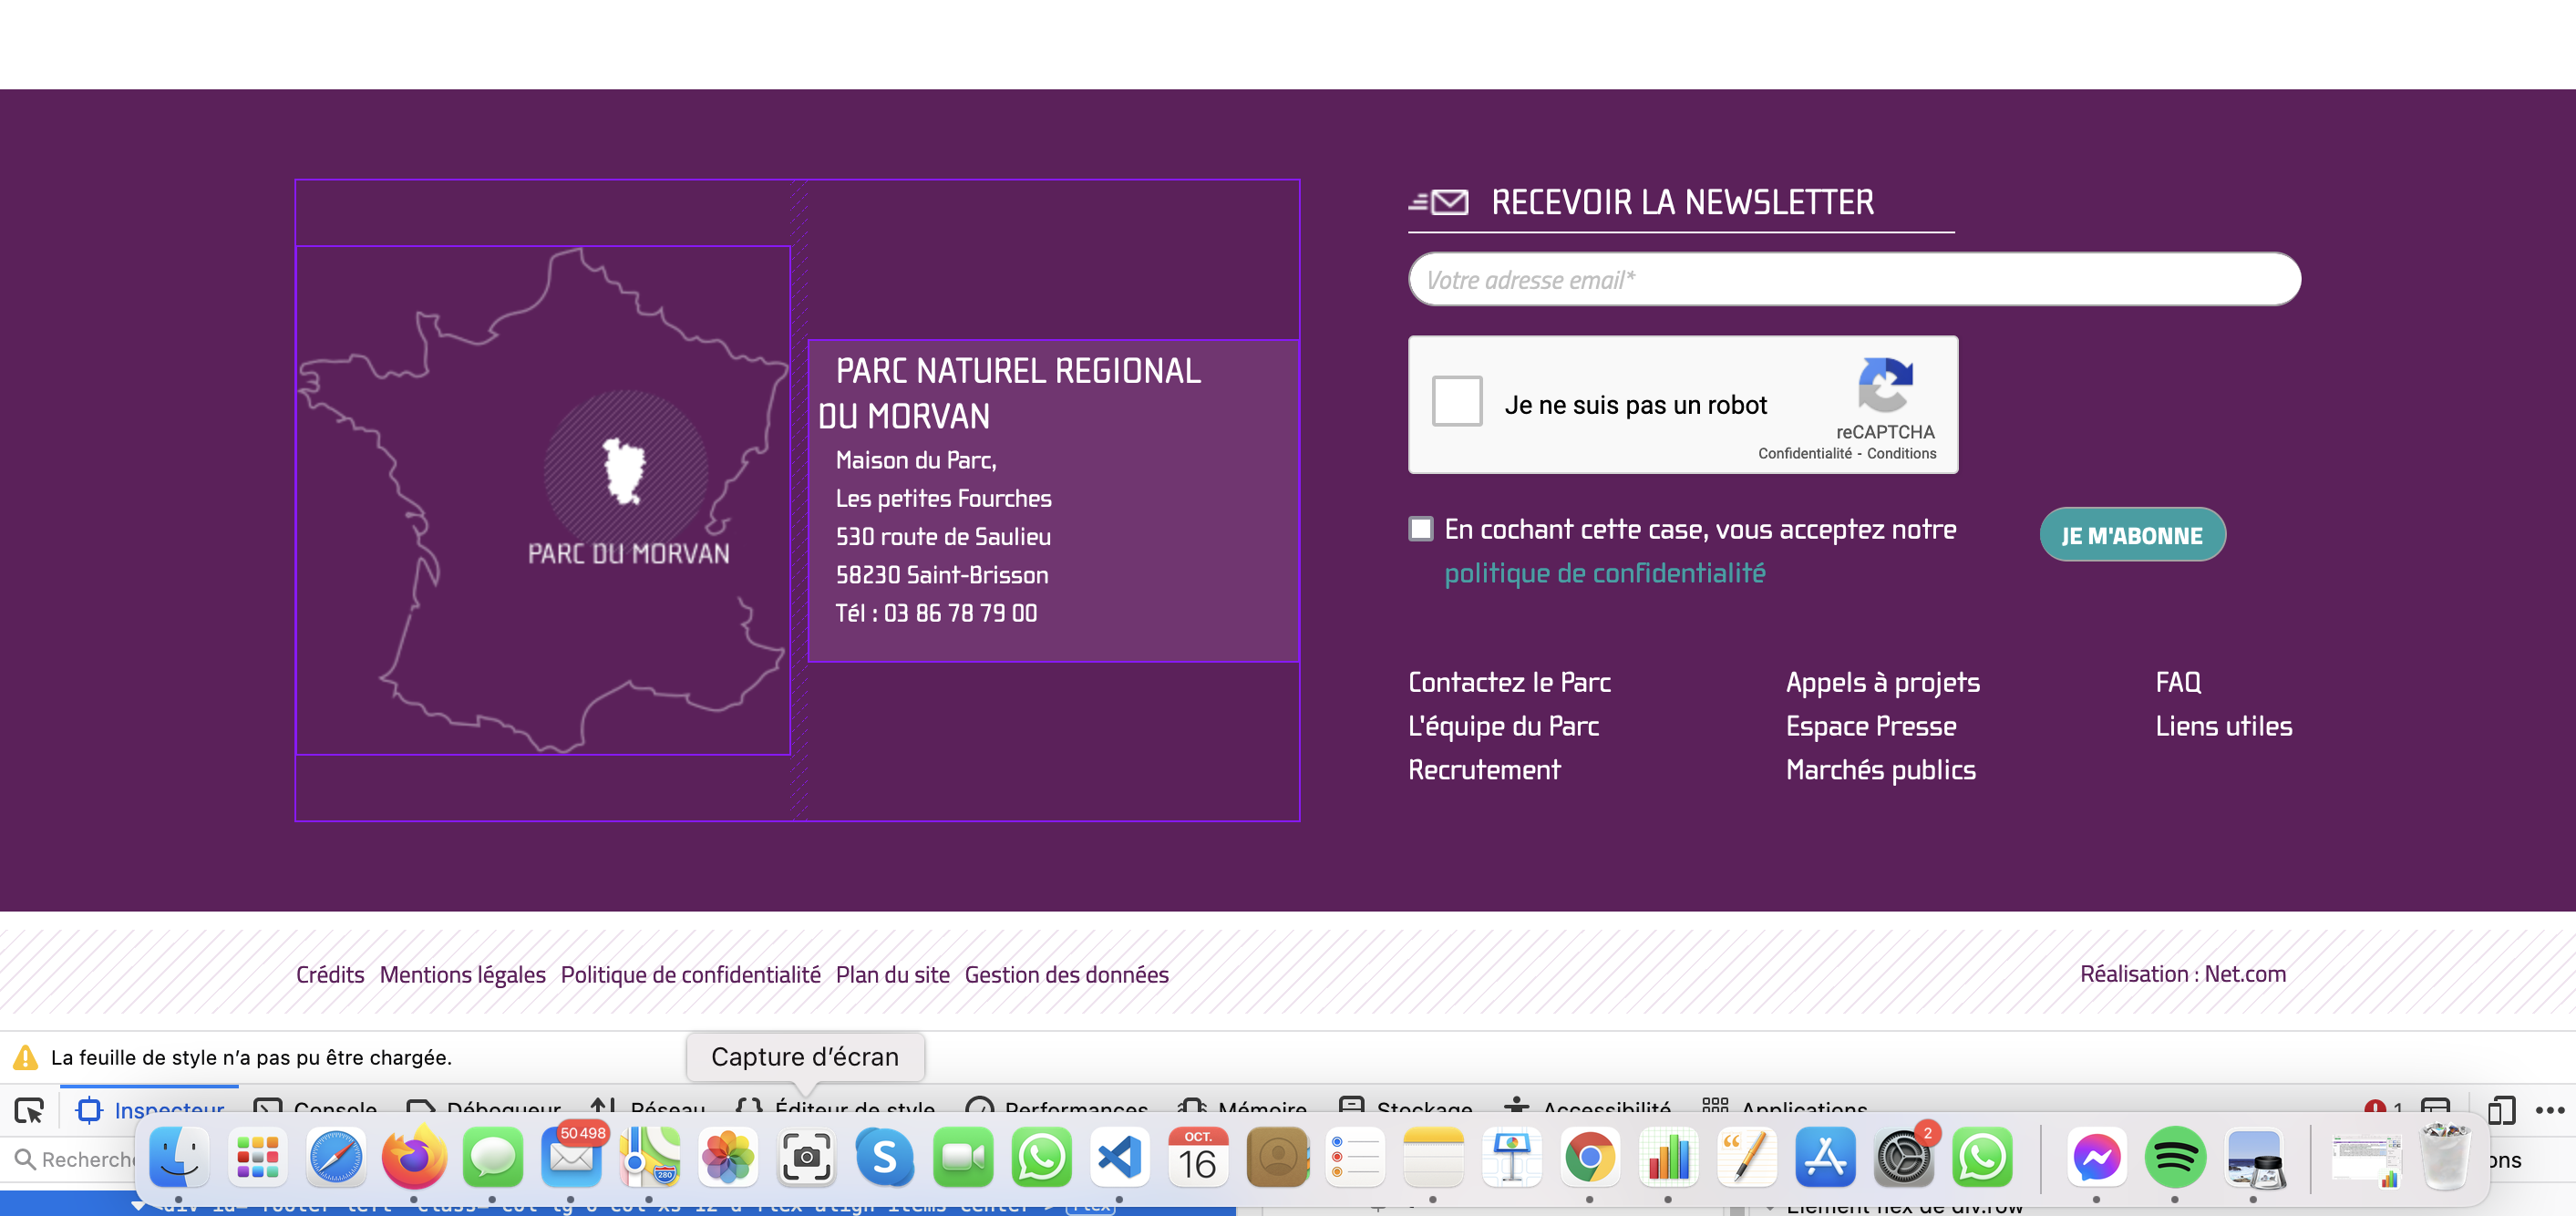 RECEVOIR LA NEWSLETTER
Votre adresse email*
Je ne suis pas un robot
reCAPTCHA
Confidentialité - Conditions
En cochant cette case, vous acceptez notre
politique de confidentialité
JE M'ABONNE
PARC DU MORVAN
PARC NATUREL REGIONAL
DU MORVAN
Maison du Parc,
Les petites Fourches
530 route de Saulieu
58230 Saint-Brisson
Tél : 03 86 78 79 00
Contactez le Parc
L'équipe du Parc
Recrutement
Appels à projets
Espace Presse
Marchés publics
FAQ
Liens utiles
Crédits Mentions légales Politique de confidentialité Plan du site Gestion des données
Réalisation : Net.com
La feuille de style n'a pas pu être chargée.
Capture d'écran
Inspecteur Console Débogueur Réseau Éditeur de style Performances Mémoire Stockage Accessibilité Applications 1
Recherche
50 498
280
OCT.
16
2
ons
Élément flex de div.row